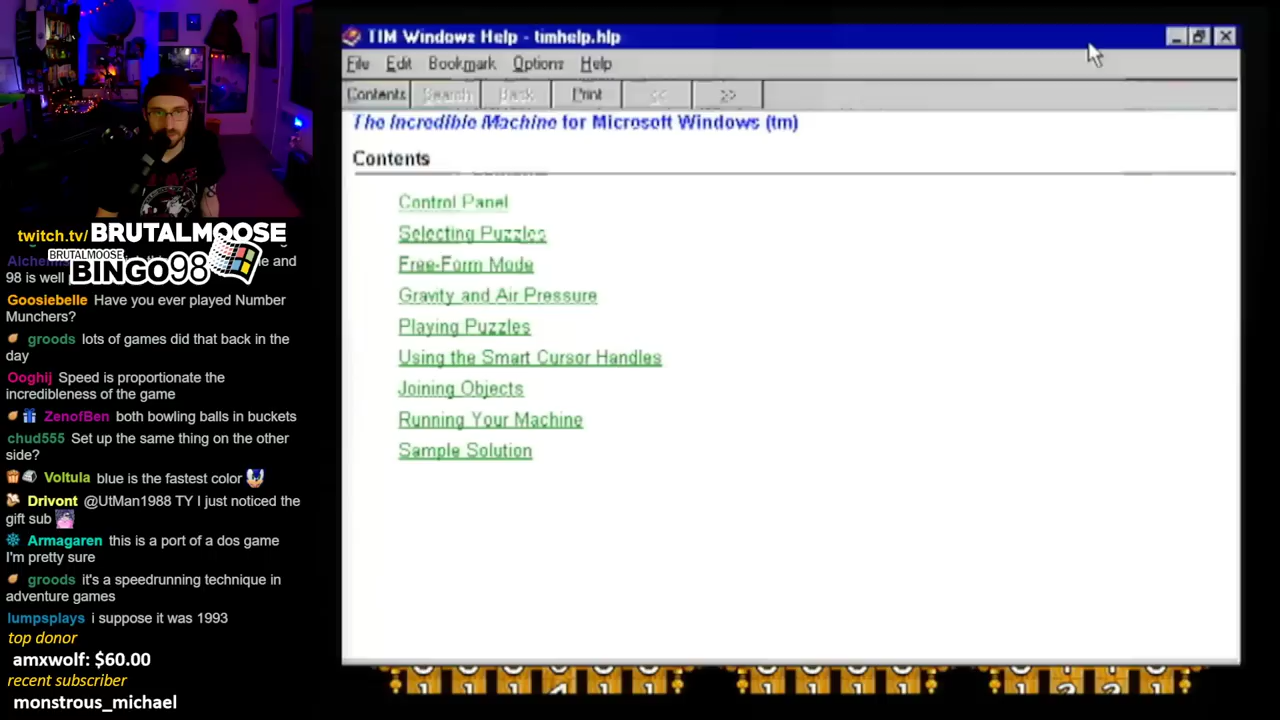 TIM Windows Help - timhelp.hlp
File Edit Bookmark Options Help
Contents Search Back Print << >>
The Incredible Machine for Microsoft Windows (tm)
Contents
Control Panel
Selecting Puzzles
Free-Form Mode
Gravity and Air Pressure
Playing Puzzles
Using the Smart Cursor Handles
Joining Objects
Running Your Machine
Sample Solution
twitch.tv/BRUTALMOOSE
BRUTALMOOSE
BINGO98
e and
98 is well
Goosiebelle Have you ever played Number
Munchers?
groods lots of games did that back in the
day
Ooghij Speed is proportionate the
incredibleness of the game
ZenofBen both bowling balls in buckets
chud555 Set up the same thing on the other
side?
Voltula blue is the fastest color
Drivont @UtMan1988 TY I just noticed the
gift sub
Armagaren this is a port of a dos game
I'm pretty sure
groods it's a speedrunning technique in
adventure games
lumpsplays i suppose it was 1993
top donor
amxwolf: $60.00
recent subscriber
monstrous_michael